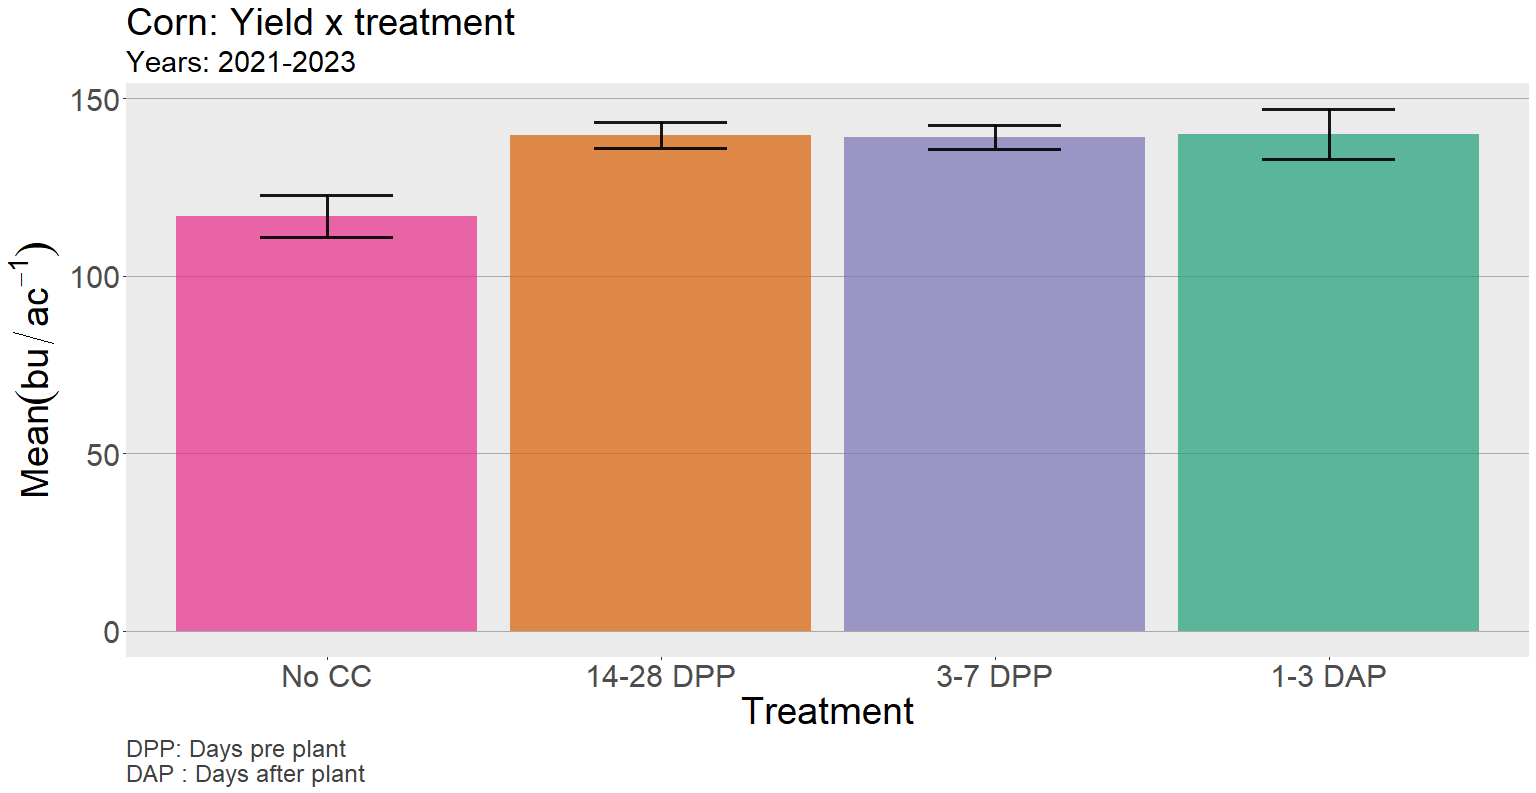 Corn: Yield x treatment
Years: 2021-2023
Mean(bu/ac⁻¹)
150
100
50
0
No CC
14-28 DPP
3-7 DPP
1-3 DAP
Treatment
DPP: Days pre plant
DAP : Days after plant